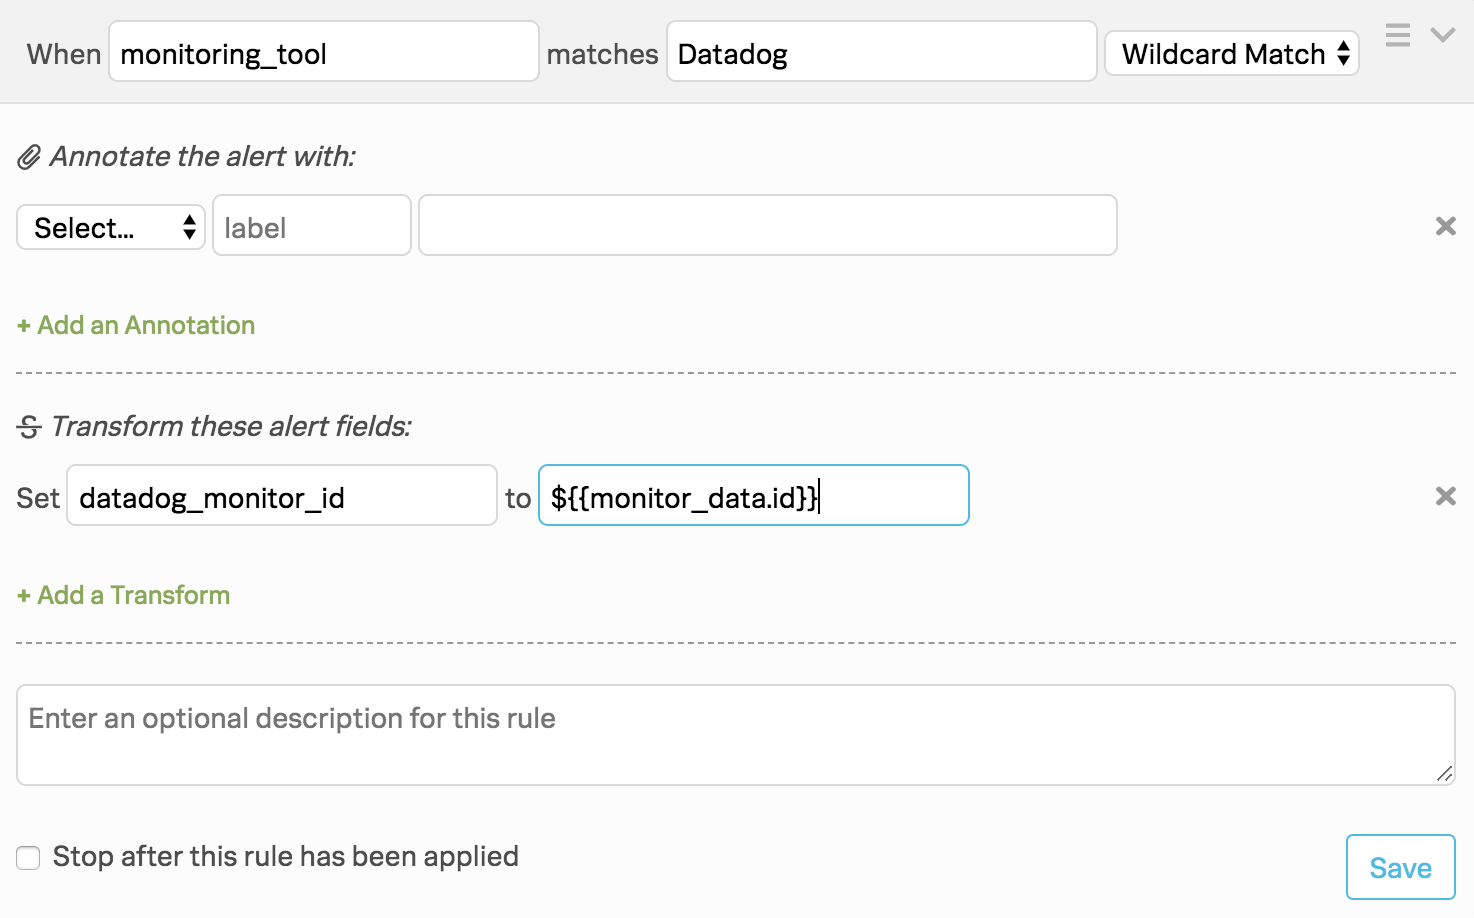 When monitoring_tool matches Datadog Wildcard Match
Annotate the alert with:
Select... label
+ Add an Annotation
Transform these alert fields:
Set datadog_monitor_id to ${{monitor_data.id}}
+ Add a Transform
Enter an optional description for this rule
Stop after this rule has been applied
Save